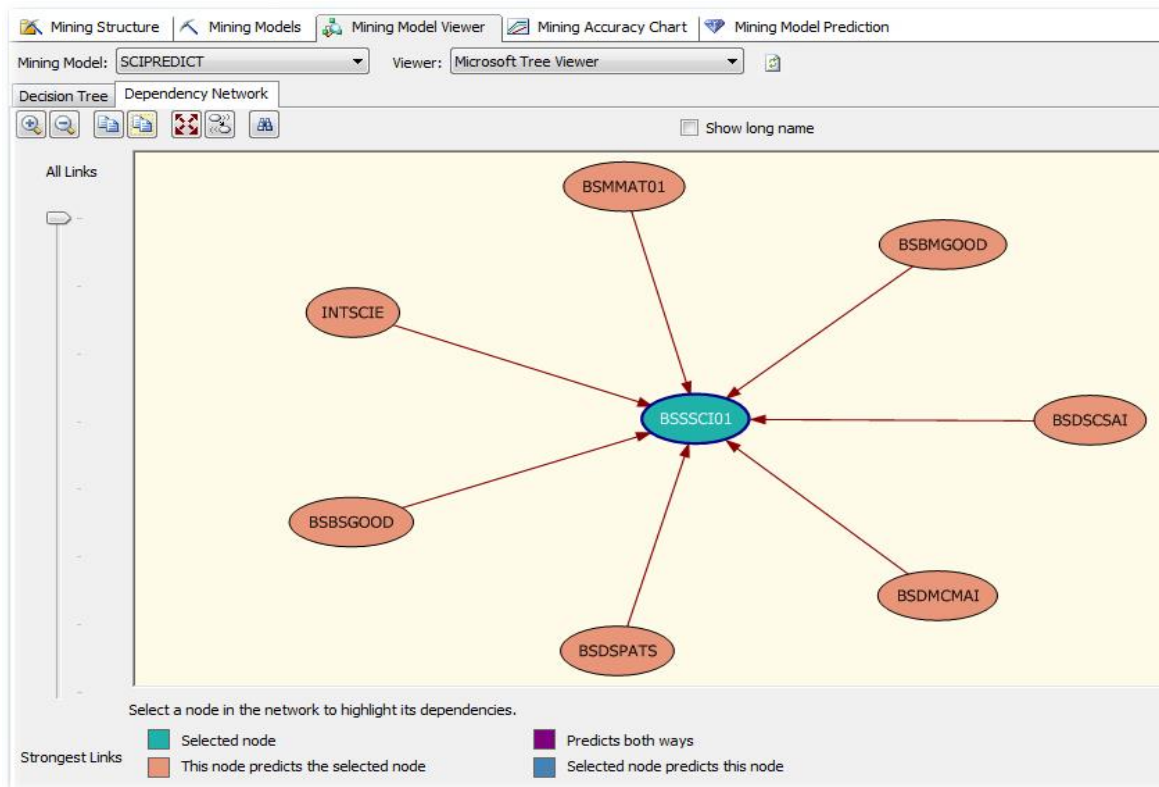 Mining Structure Mining Models Mining Model Viewer Mining Accuracy Chart Mining Model Prediction
Mining Model: SCIPREDICT Viewer: Microsoft Tree Viewer
Decision Tree Dependency Network
Show long name
All Links
BSMMAT01
BSBMGOOD
INTSCIE
BSSSCI01
BSDSCSAI
BSBSGOOD
BSDMCMAI
BSDSPATS
Select a node in the network to highlight its dependencies.
Selected node Predicts both ways
Strongest Links This node predicts the selected node Selected node predicts this node